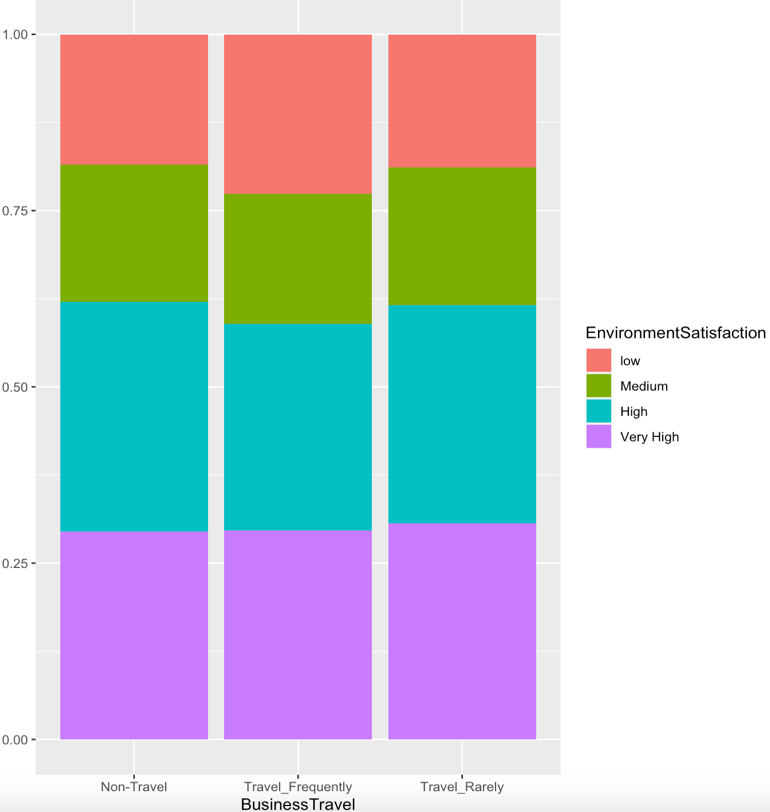 1.00
0.75
0.50
0.25
0.00
Non-Travel
Travel_Frequently
Travel_Rarely
BusinessTravel
EnvironmentSatisfaction
low
Medium
High
Very High